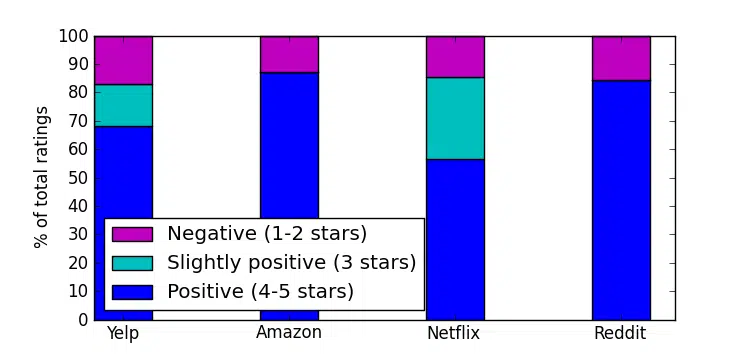 100
90
80
70
60
50
40
30
20
10
0
% of total ratings
Negative (1-2 stars)
Slightly positive (3 stars)
Positive (4-5 stars)
Yelp Amazon Netflix Reddit